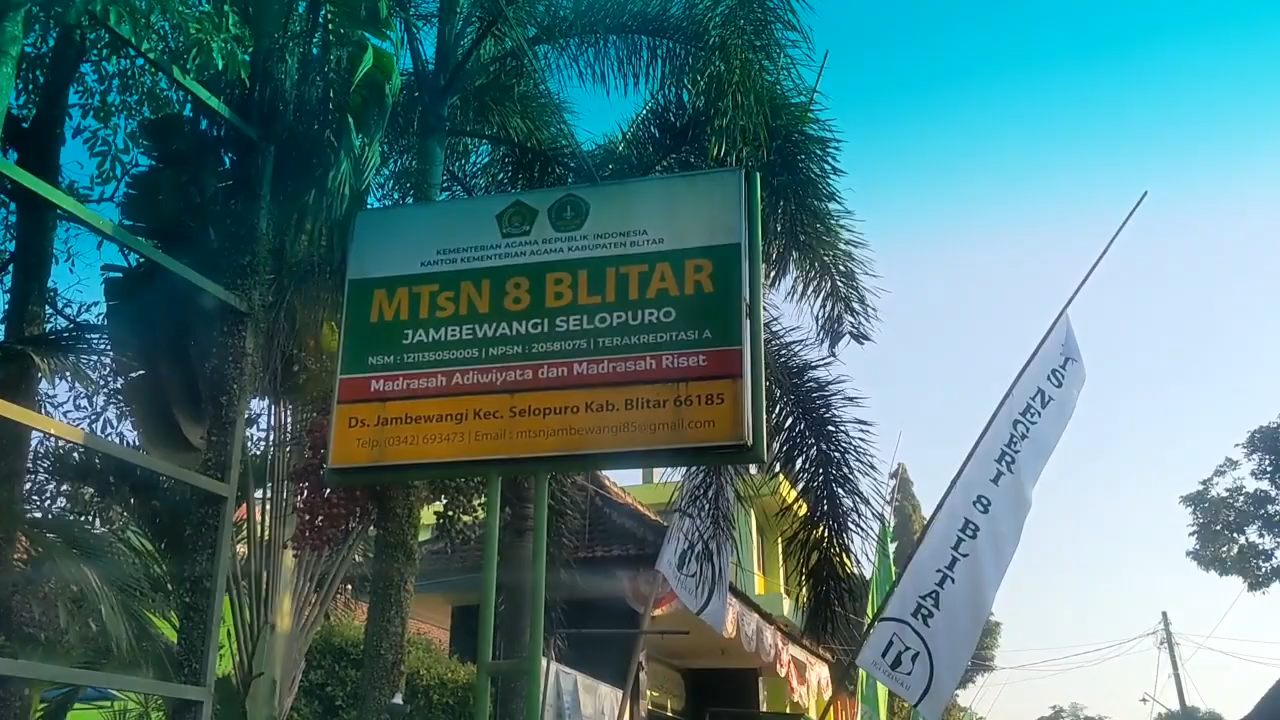 KEMENTERIAN AGAMA REPUBLIK INDONESIA
KANTOR KEMENTERIAN AGAMA KABUPATEN BLITAR
MTsN 8 BLITAR
JAMBEWANGI SELOPURO
NSM : 121135050005 | NPSN : 20581075 | TERAKREDITASI A
Madrasah Adiwiyata dan Madrasah Riset
Ds. Jambewangi Kec. Selopuro Kab. Blitar 66185
Telp. (0342) 693473 | Email : mtsnjambewangi85@gmail.com
TS NEGERI 8 BLITAR